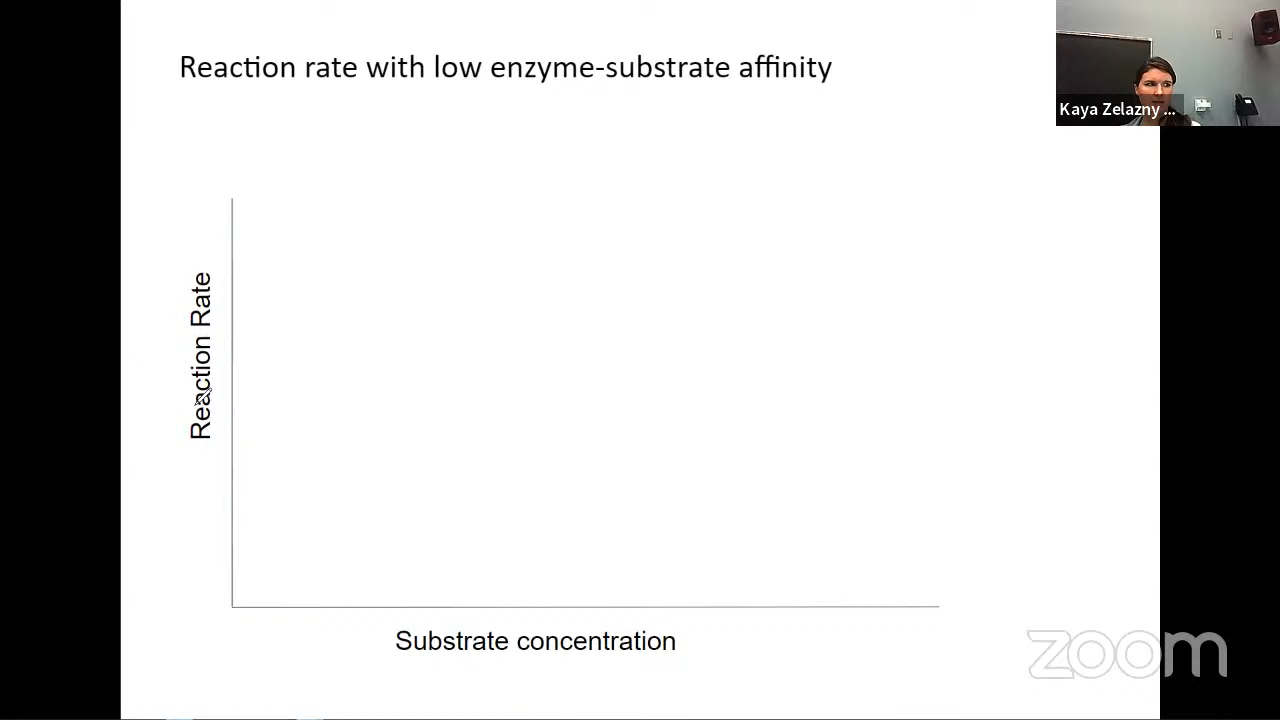 Reaction rate with low enzyme-substrate affinity
Kaya Zelazny ...
Reaction Rate
Substrate concentration
zoom